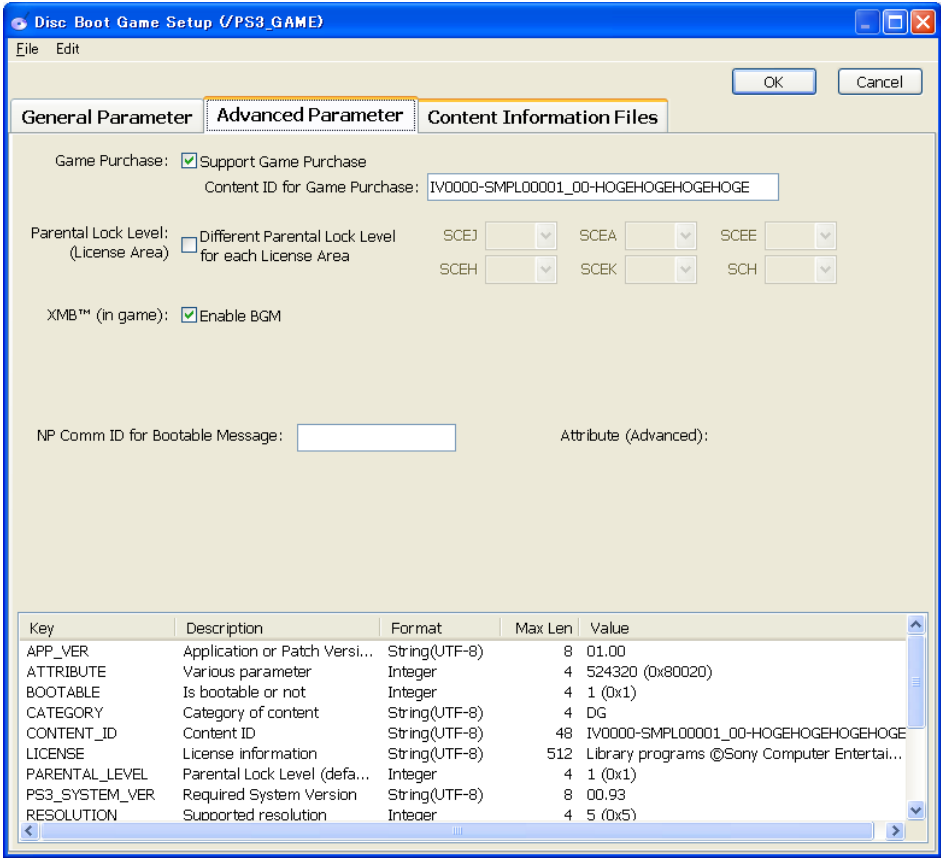 Disc Boot Game Setup (/PS3_GAME)
File Edit
OK Cancel
General Parameter Advanced Parameter Content Information Files
Game Purchase: Support Game Purchase
Content ID for Game Purchase: IV0000-SMPL00001_00-HOGEHOGEHOGEHOGE
Parental Lock Level: (License Area)
Different Parental Lock Level for each License Area
SCEJ SCEA SCEE
SCEH SCEK SCH
XMB™ (in game): Enable BGM
NP Comm ID for Bootable Message: Attribute (Advanced):
Key Description Format Max Len Value
APP_VER Application or Patch Versi... String(UTF-8) 8 01.00
ATTRIBUTE Various parameter Integer 4 524320 (0x80020)
BOOTABLE Is bootable or not Integer 4 1 (0x1)
CATEGORY Category of content String(UTF-8) 4 DG
CONTENT_ID Content ID String(UTF-8) 48 IV0000-SMPL00001_00-HOGEHOGEHOGEHOGE
LICENSE License information String(UTF-8) 512 Library programs ©Sony Computer Entertai...
PARENTAL_LEVEL Parental Lock Level (defa... Integer 4 1 (0x1)
PS3_SYSTEM_VER Required System Version String(UTF-8) 8 00.93
RESOLUTION Supported resolution Integer 4 5 (0x5)